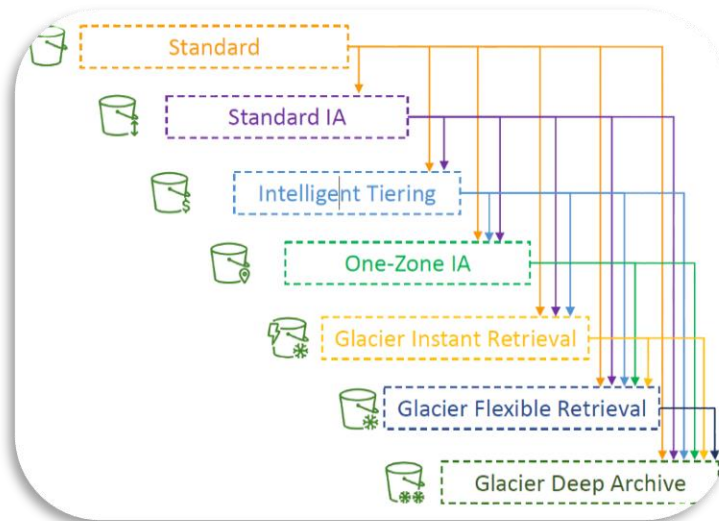 Standard
Standard IA
Intelligent Tiering
$
One-Zone IA
Glacier Instant Retrieval
Glacier Flexible Retrieval
Glacier Deep Archive